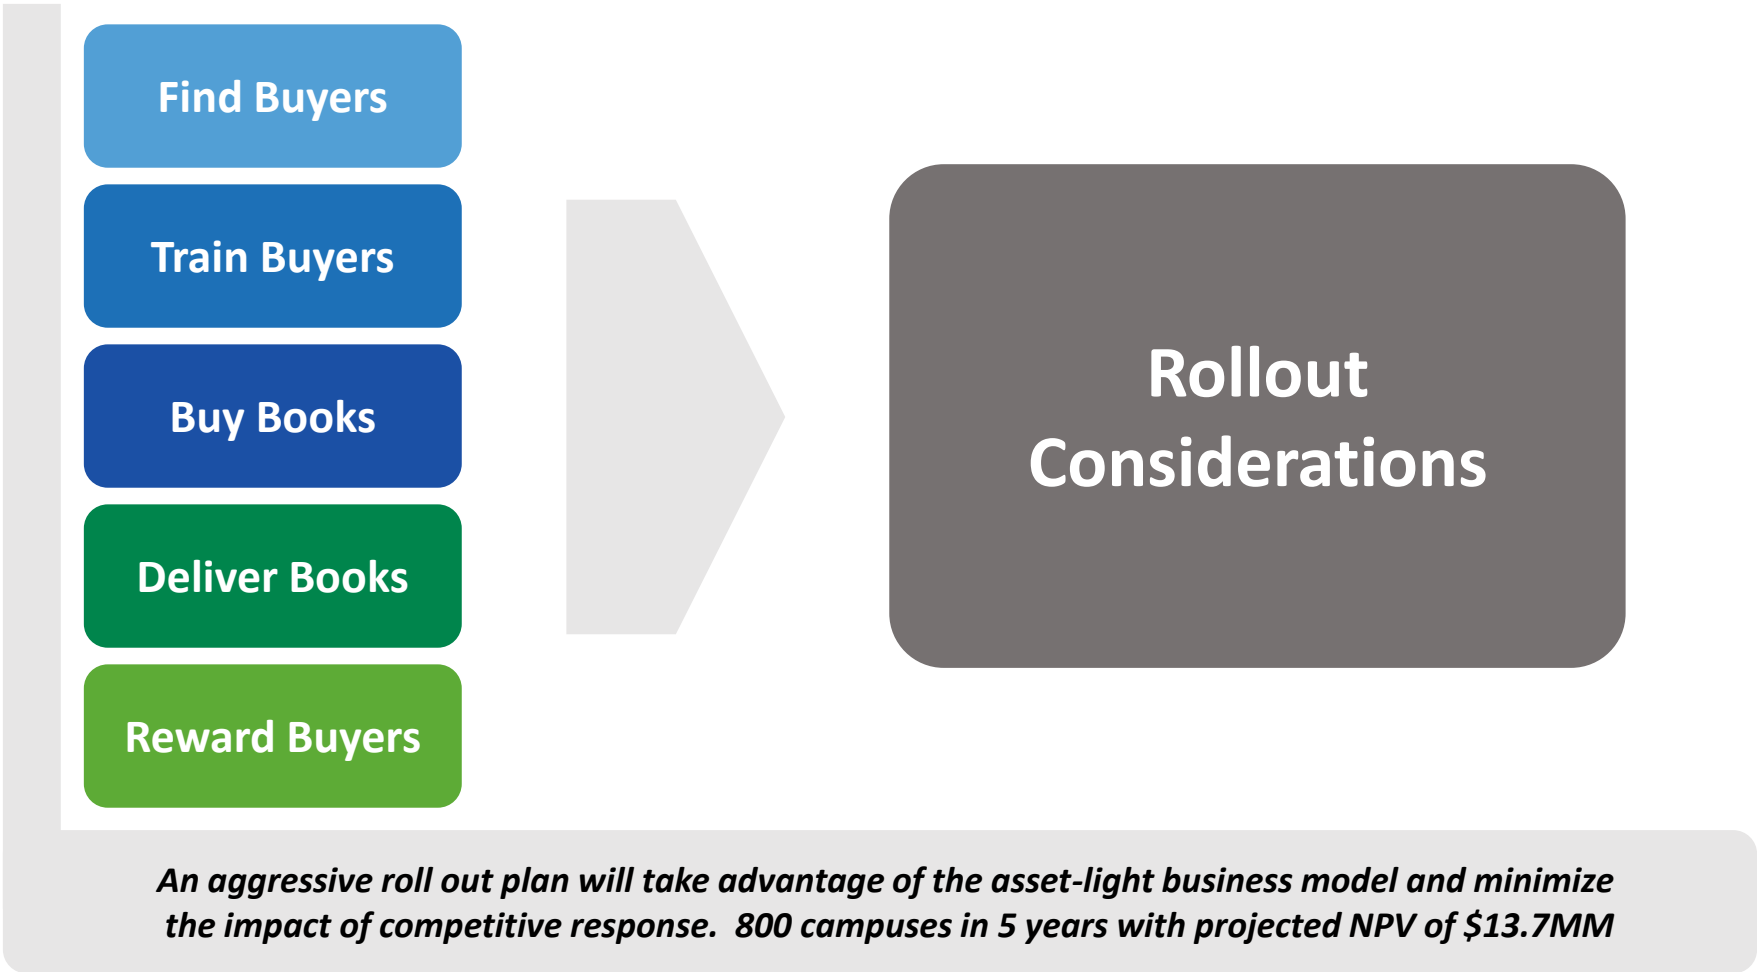 Find Buyers
Train Buyers
Buy Books
Deliver Books
Reward Buyers
Rollout
Considerations
An aggressive roll out plan will take advantage of the asset-light business model and minimize
the impact of competitive response.  800 campuses in 5 years with projected NPV of $13.7MM